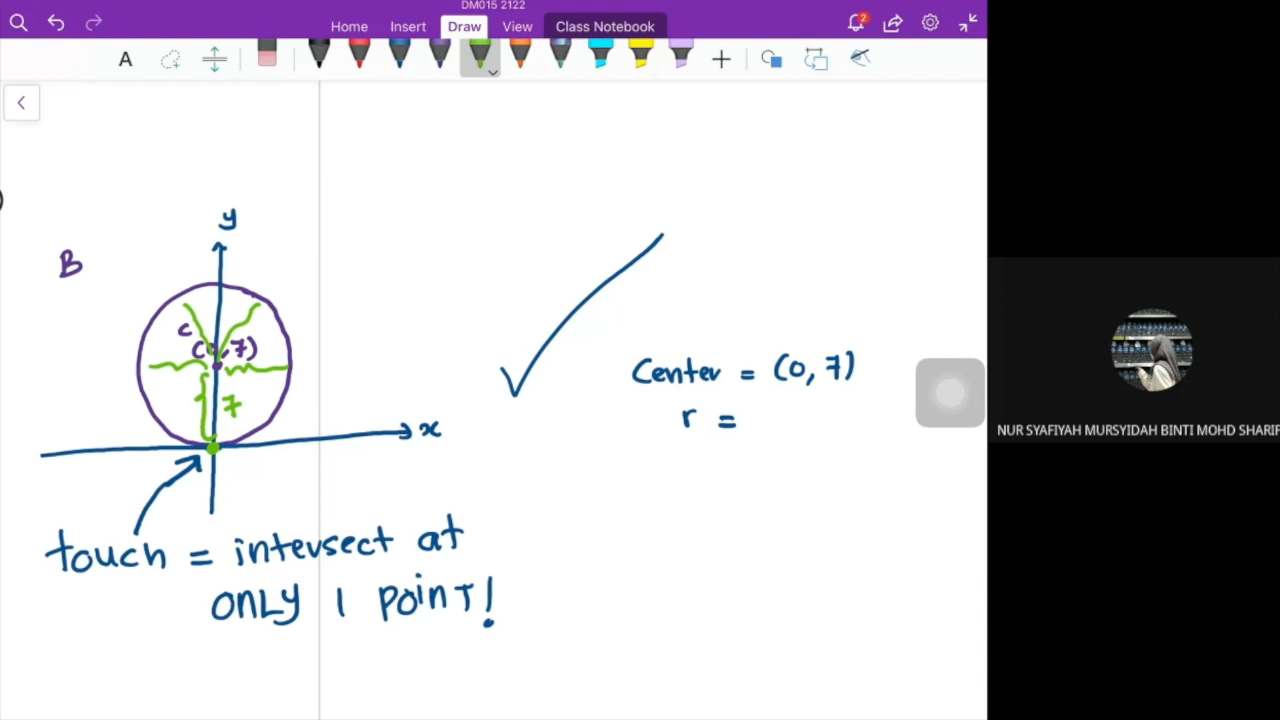 DM015 2122
Home Insert Draw View Class Notebook
2
A
y
B
C
(0, 7)
7
x
Center = (0, 7)
r =
touch = intersect at
ONLY 1 POINT!
NUR SYAFIYAH MURSYIDAH BINTI MOHD SHARIF